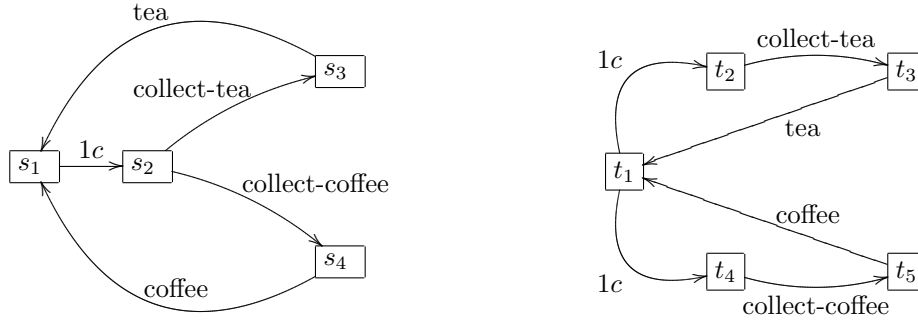 tea
s3
collect-tea
s1
1c
s2
collect-coffee
s4
coffee
1c
t2
collect-tea
t3
tea
t1
coffee
1c
t4
t5
collect-coffee